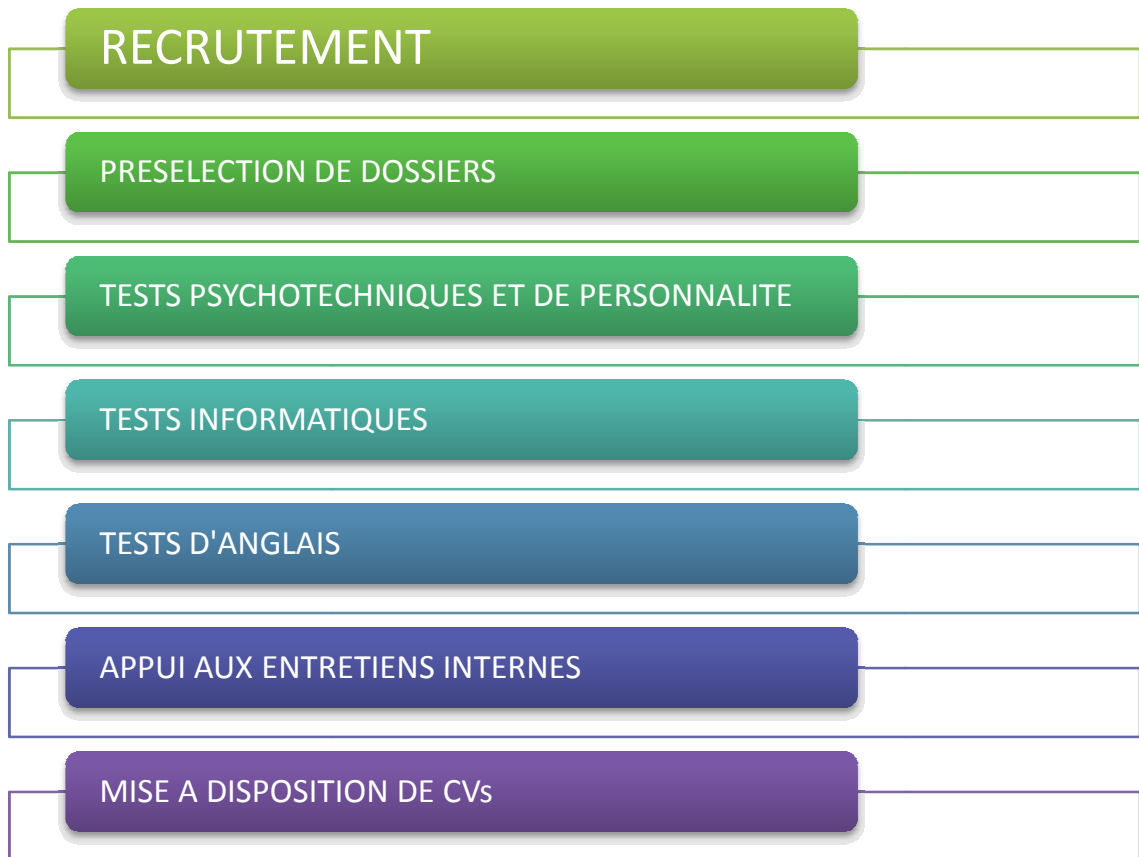 RECRUTEMENT
PRESELECTION DE DOSSIERS
TESTS PSYCHOTECHNIQUES ET DE PERSONNALITE
TESTS INFORMATIQUES
TESTS D'ANGLAIS
APPUI AUX ENTRETIENS INTERNES
MISE A DISPOSITION DE CVs